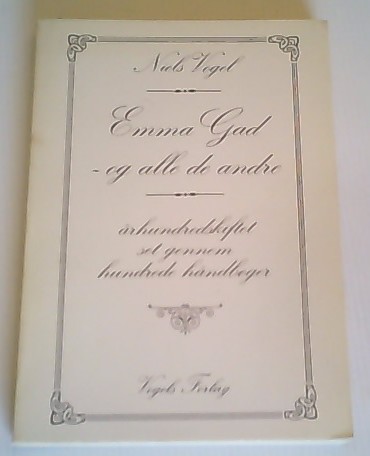 Niels Vogel
Emma Gad
- og alle de andre
århundredskiftet
set gennem
hundrede håndbøger
Vogels Forlag